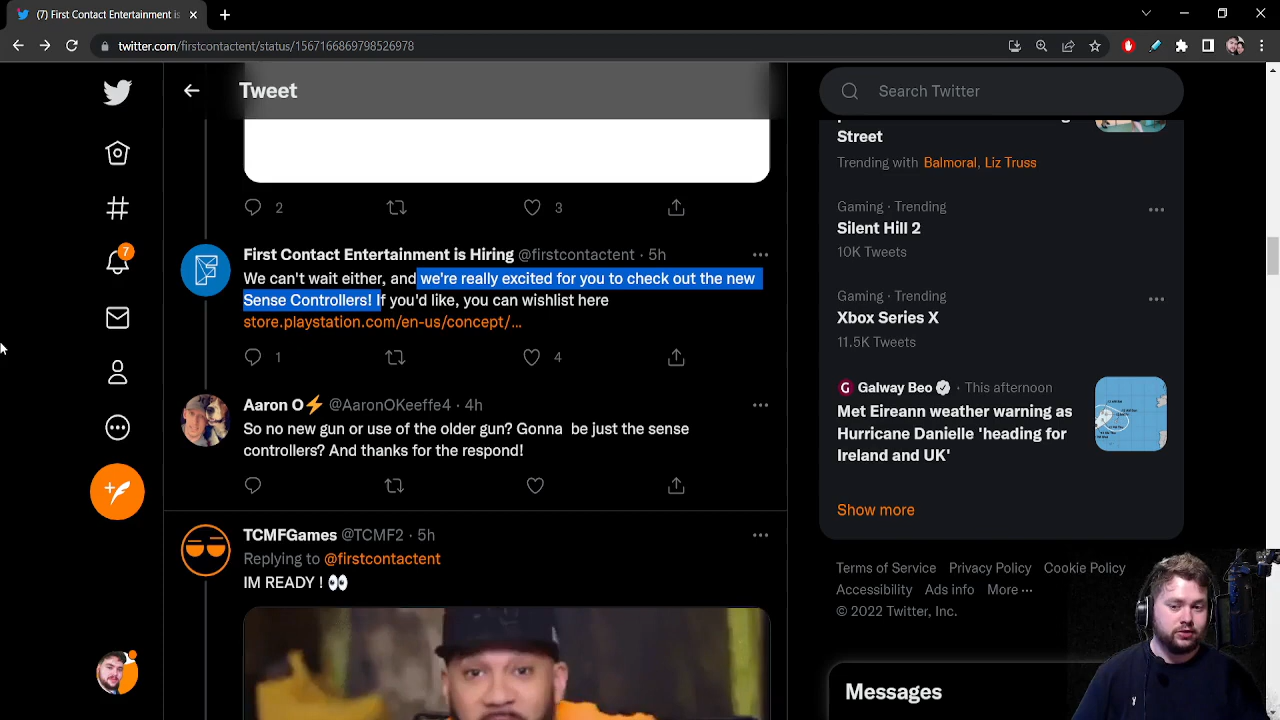 (7) First Contact Entertainment is
twitter.com/firstcontactent/status/1567166869798526978
Tweet
Search Twitter
2
3
First Contact Entertainment is Hiring @firstcontactent · 5h
We can't wait either, and we're really excited for you to check out the new
Sense Controllers! If you'd like, you can wishlist here
store.playstation.com/en-us/concept/...
1
4
Aaron O⚡ @AaronOKeeffe4 · 4h
So no new gun or use of the older gun? Gonna be just the sense
controllers? And thanks for the respond!
TCMFGames @TCMF2 · 5h
Replying to @firstcontactent
IM READY ! 👀
7
Street
Trending with Balmoral, Liz Truss
Gaming · Trending
Silent Hill 2
10K Tweets
Gaming · Trending
Xbox Series X
11.5K Tweets
G Galway Beo · This afternoon
Met Eireann weather warning as
Hurricane Danielle 'heading for
Ireland and UK'
Show more
Terms of Service Privacy Policy Cookie Policy
Accessibility Ads info More ···
© 2022 Twitter, Inc.
Messages